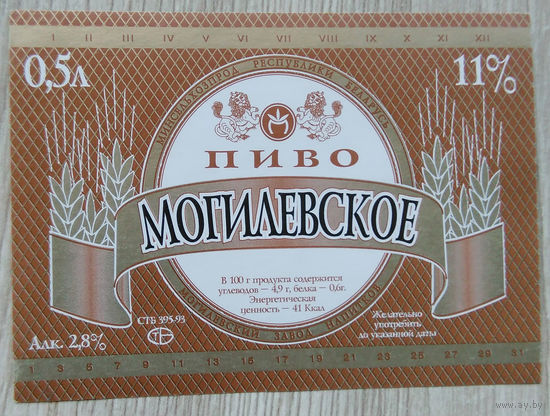 I II III IV V VI VII VIII IX X XI XII
0,5л
11%
МИНСЕЛЬХОЗПРОД РЕСПУБЛИКИ БЕЛАРУСЬ
ПИВО
МОГИЛЕВСКОЕ
В 100 г продукта содержится
углеводов — 4,9 г, белка — 0,6г.
Энергетическая
ценность — 41 Ккал
МОГИЛЕВСКИЙ ЗАВОД НАПИТКОВ
СТБ 395-93
Алк. 2,8%
Желательно
употребить
до указанной даты
1 3 5 7 9 11 13 15 17 19 21 23 25 27 29 31
www.ay.by